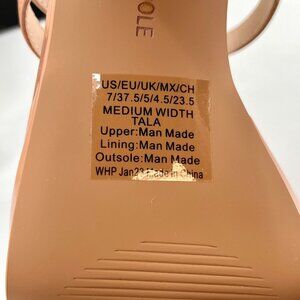 OLE
US/EU/UK/MX/CH
7/37.5/5/4.5/23.5
MEDIUM WIDTH
TALA
Upper:Man Made
Lining:Man Made
Outsole:Man Made
WHP Jan23 Made in China